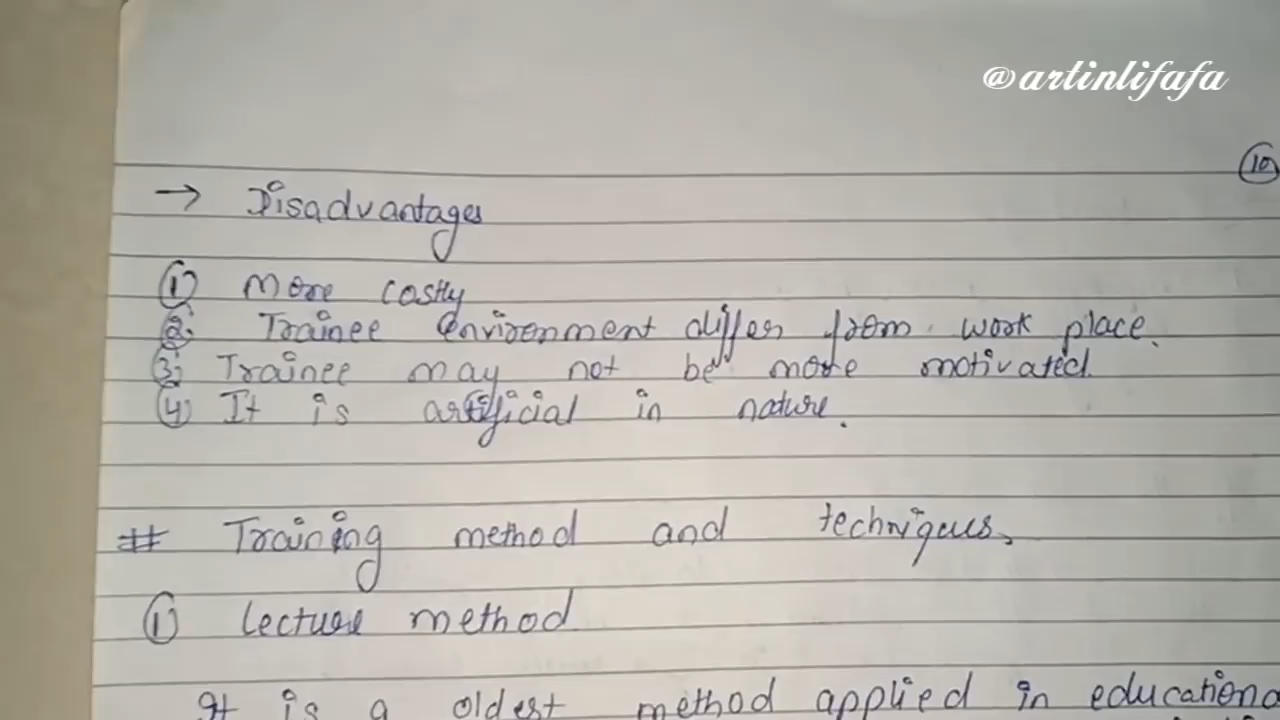 @artinlifafa
10
→ Disadvantages
① More costly
② Trainee environment differ from work place.
③ Trainee may not be more motivated.
④ It is artificial in nature.
# Training method and techniques.
① Lecture method
It is a oldest method applied in educationa